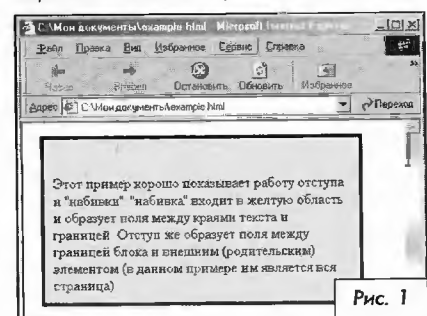 C:\Мои документы\example.html - Microsoft Internet Explorer
Файл Правка Вид Избранное Сервис Справка
Назад Вперед Остановить Обновить Избранное
Адрес C:\Мои документы\example.html Переход
Этот пример хорошо показывает работу отступа
и "набивки" "набивка" входит в желтую область
и образует поля между краями текста и
границей Отступ же образует поля между
границей блока и внешним (родительским)
элементом (в данном примере им является вся
страница)
Рис. 1